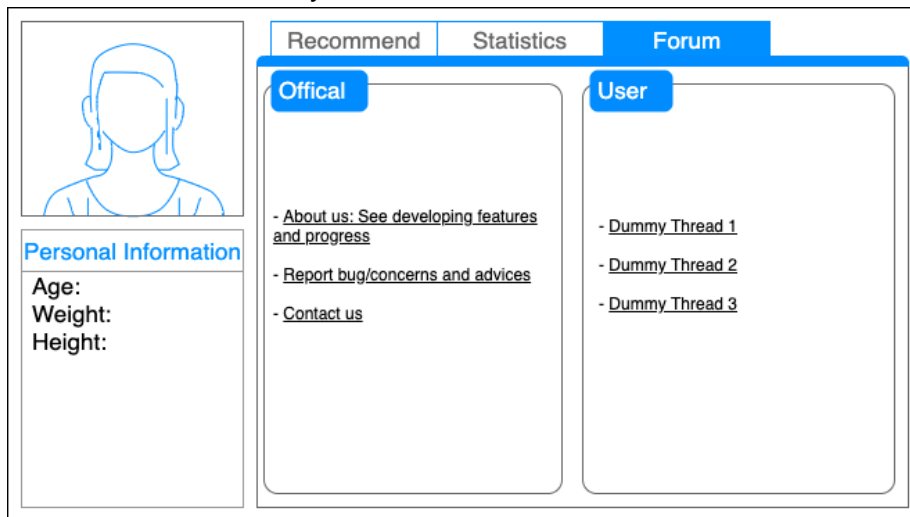 Recommend Statistics Forum
Offical
User
- About us: See developing features
and progress
- Report bug/concerns and advices
- Contact us
- Dummy Thread 1
- Dummy Thread 2
- Dummy Thread 3
Personal Information
Age:
Weight:
Height: